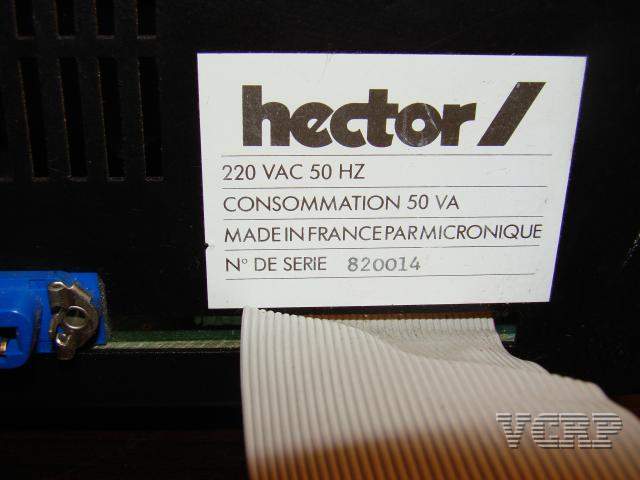 hector/
220 VAC 50 HZ
CONSOMMATION 50 VA
MADE IN FRANCE PAR MICRONIQUE
N° DE SERIE 820014
VCRP